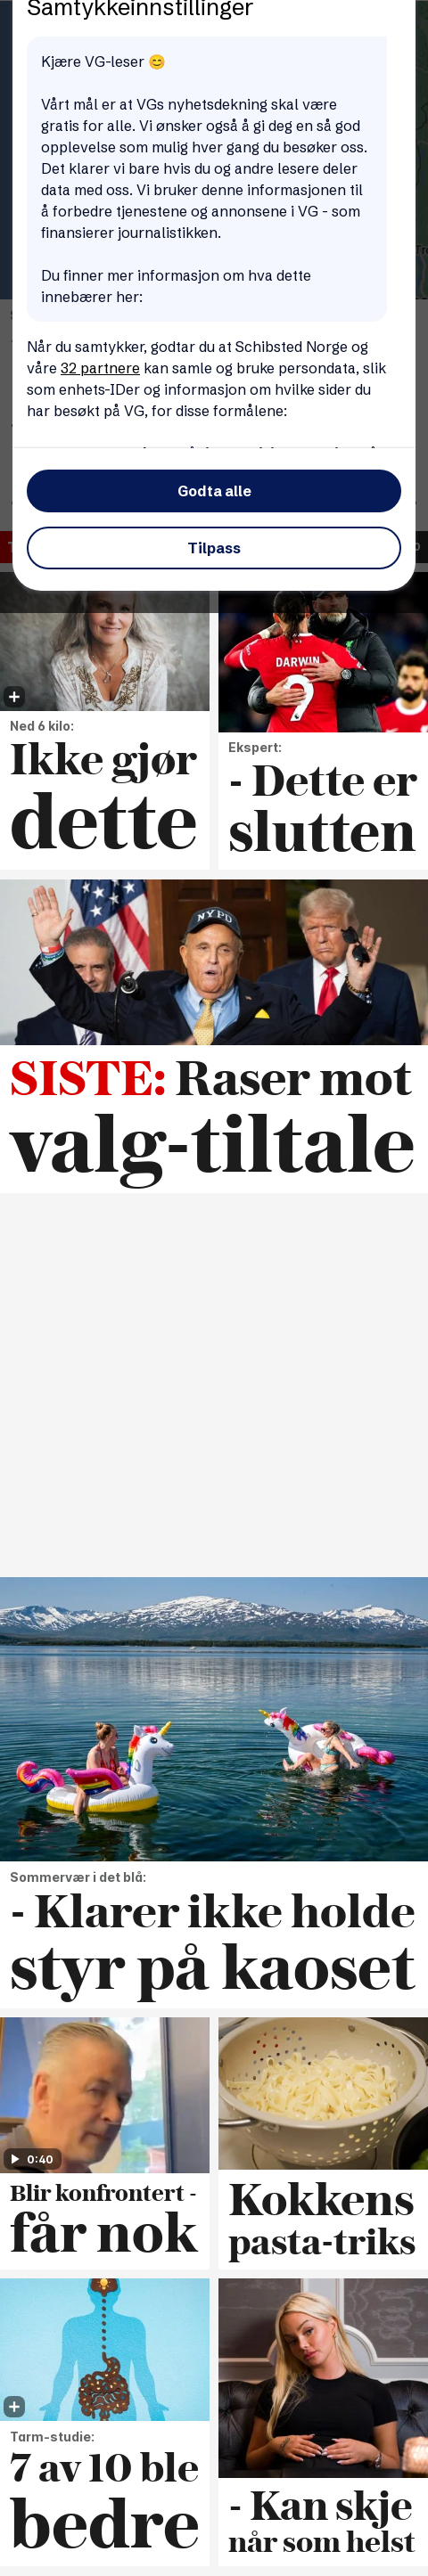 Samtykkeinnstillinger
Kjære VG-leser 😊
Vårt mål er at VGs nyhetsdekning skal være
gratis for alle. Vi ønsker også å gi deg en så god
opplevelse som mulig hver gang du besøker oss.
Det klarer vi bare hvis du og andre lesere deler
data med oss. Vi bruker denne informasjonen til
å forbedre tjenestene og annonsene i VG - som
finansierer journalistikken.
Du finner mer informasjon om hva dette
innebærer her:
Når du samtykker, godtar du at Schibsted Norge og
våre 32 partnere kan samle og bruke persondata, slik
som enhets-IDer og informasjon om hvilke sider du
har besøkt på VG, for disse formålene:
Godta alle
Tilpass
DARWIN
9
Ned 6 kilo:
Ikke gjør
dette
Ekspert:
- Dette er
slutten
NYPD
SISTE: Raser mot
valg-tiltale
Sommervær i det blå:
- Klarer ikke holde
styr på kaoset
0:40
Blir konfrontert -
får nok
Kokkens
pasta-triks
Tarm-studie:
7 av 10 ble
bedre
- Kan skje
når som helst